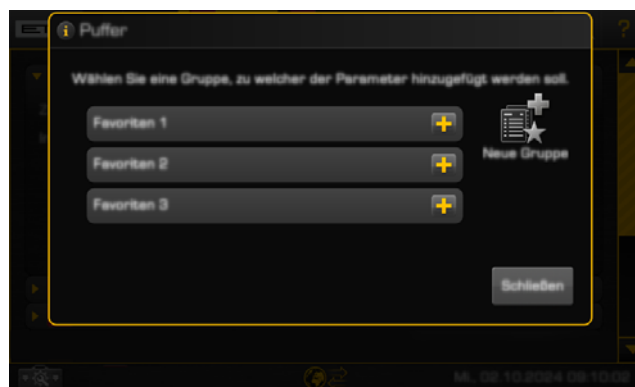 Puffer
?
Wählen Sie eine Gruppe, zu welcher der Parameter hinzugefügt werden soll.
Favoriten 1
Favoriten 2
Favoriten 3
Neue Gruppe
Schließen
Mi, 02.10.2024 09:10:02